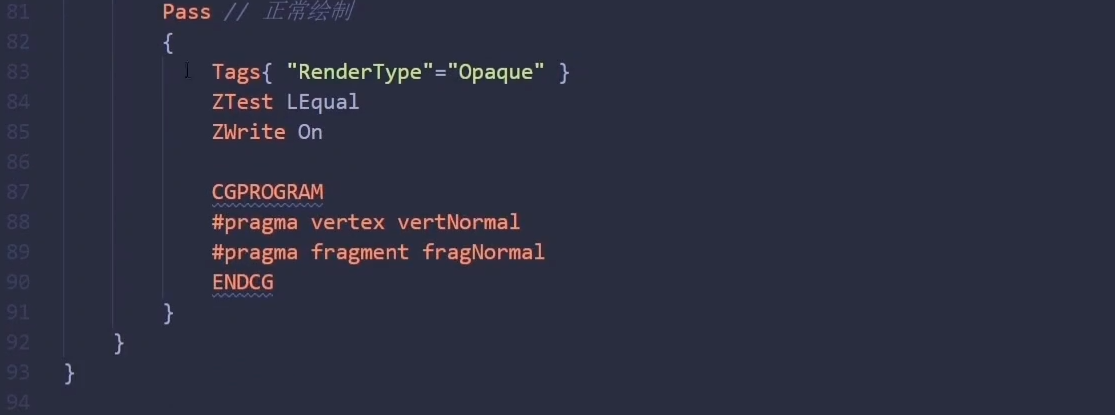 81 Pass // 正常绘制
82 {
83 Tags{ "RenderType"="Opaque" }
84 ZTest LEqual
85 ZWrite On
86
87 CGPROGRAM
88 #pragma vertex vertNormal
89 #pragma fragment fragNormal
90 ENDCG
91 }
92 }
93 }
94